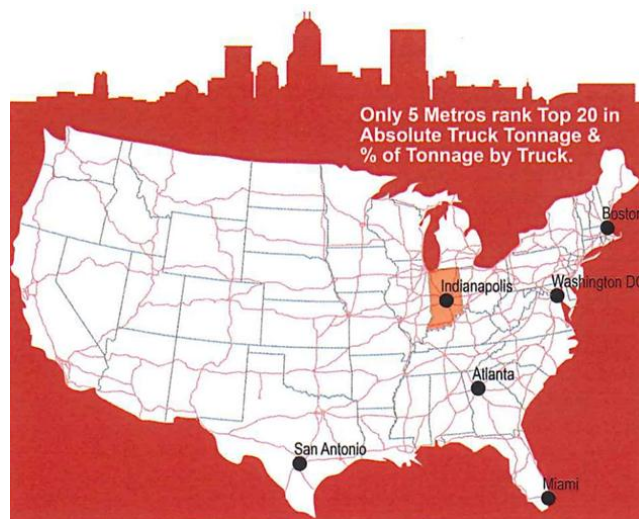 Only 5 Metros rank Top 20 in
Absolute Truck Tonnage &
% of Tonnage by Truck.
Boston
Indianapolis
Washington DC
Atlanta
San Antonio
Miami